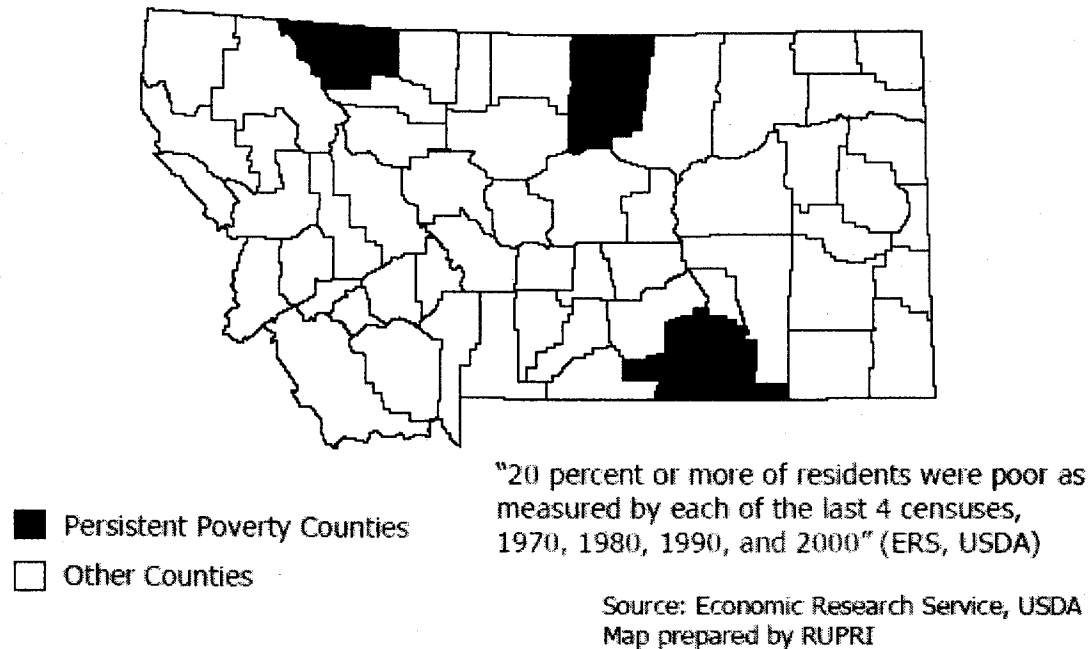 "20 percent or more of residents were poor as
measured by each of the last 4 censuses,
1970, 1980, 1990, and 2000" (ERS, USDA)
Persistent Poverty Counties
Other Counties
Source: Economic Research Service, USDA
Map prepared by RUPRI